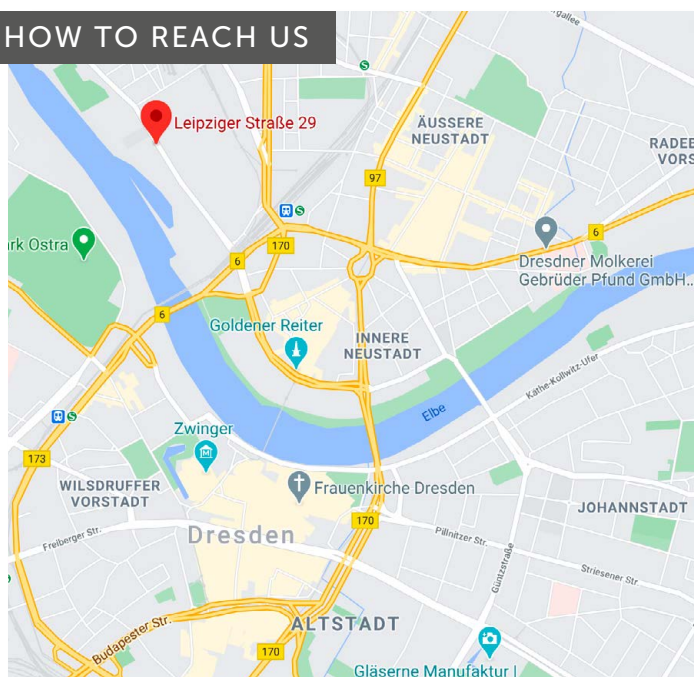 HOW TO REACH US
Leipziger Straße 29
ÄUSSERE
NEUSTADT
RADEB
VORS
97
6
Dresdner Molkerei
Gebrüder Pfund GmbH...
rk Ostra
170
6
6
Goldener Reiter
INNERE
NEUSTADT
Käthe-Kollwitz-Ufer
Elbe
Zwinger
173
WILSDRUFFER
VORSTADT
Frauenkirche Dresden
JOHANNSTADT
170
Freiberger Str.
Dresden
Pillnitzer Str.
Striesener Str
Güntzstraße
Budapester Str.
ALTSTADT
170
Gläserne Manufaktur |